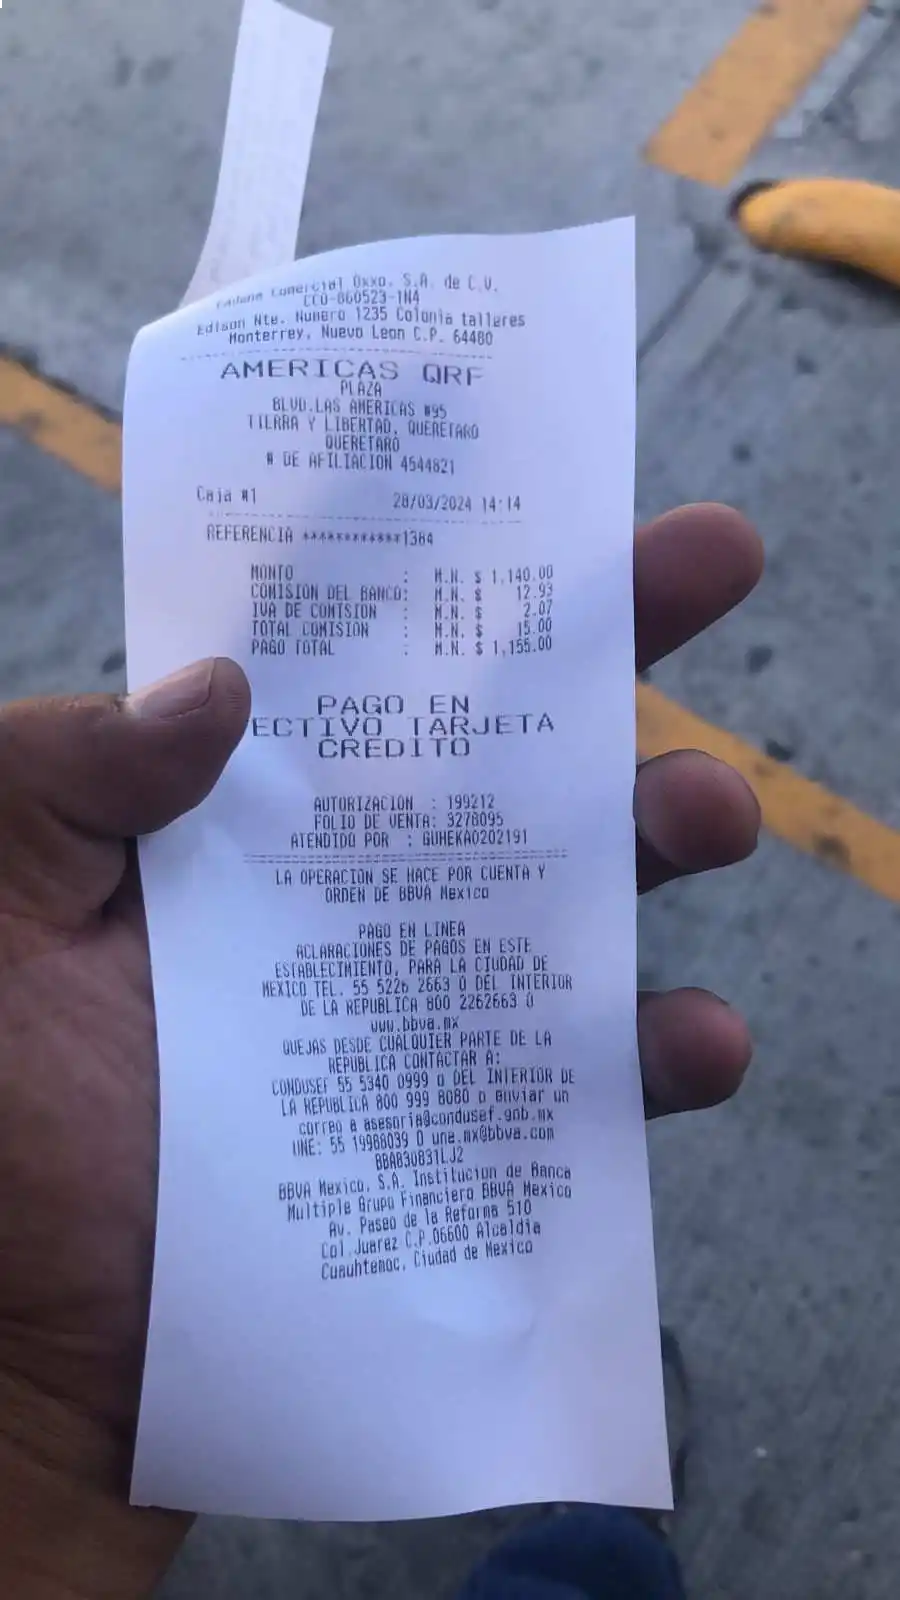 Cadena Comercial Oxxo, S.A. de C.V.
CCO-860523-1N4
Edison Nte. Numero 1235 Colonia talleres
Monterrey, Nuevo Leon C.P. 64480
AMERICAS QRF
PLAZA
BLVD.LAS AMERICAS #95
TIERRA Y LIBERTAD, QUERETARO
QUERETARO
# DE AFILIACION 4544821
Caja #1 28/03/2024 14:14
REFERENCIA ************1384
MONTO : M.N. $ 1,140.00
COMISION DEL BANCO: M.N. $ 12.93
IVA DE COMISION : M.N. $ 2.07
TOTAL COMISION : M.N. $ 15.00
PAGO TOTAL : M.N. $ 1,155.00
PAGO EN
ECTIVO TARJETA
CREDITO
AUTORIZACION : 199212
FOLIO DE VENTA: 3278095
ATENDIDO POR : GUHEKA0202191
LA OPERACION SE HACE POR CUENTA Y
ORDEN DE BBVA Mexico
PAGO EN LINEA
ACLARACIONES DE PAGOS EN ESTE
ESTABLECIMIENTO, PARA LA CIUDAD DE
MEXICO TEL. 55 5226 2663 O DEL INTERIOR
DE LA REPUBLICA 800 2262663 O
www.bbva.mx
QUEJAS DESDE CUALQUIER PARTE DE LA
REPUBLICA CONTACTAR A:
CONDUSEF 55 5340 0999 o DEL INTERIOR DE
LA REPUBLICA 800 999 8080 o enviar un
correo a asesoria@condusef.gob.mx
UNE: 55 19988039 O une.mx@bbva.com
BBA830831LJ2
BBVA Mexico, S.A. Institucion de Banca
Multiple Grupo Financiero BBVA Mexico
Av. Paseo de la Reforma 510
Col.Juarez C.P.06600 Alcaldia
Cuauhtemoc, Ciudad de Mexico